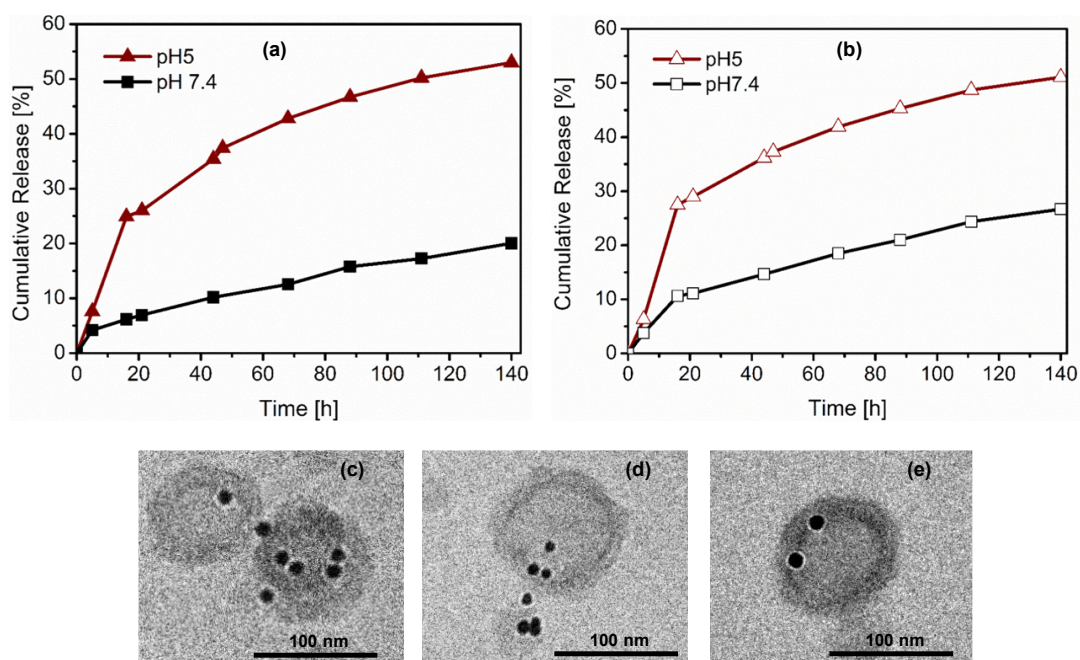 (a)
pH5
pH 7.4
60
50
40
30
20
10
0
0 20 40 60 80 100 120 140
Cumulative Release [%]
Time [h]
(b)
pH5
pH7.4
60
50
40
30
20
10
0
0 20 40 60 80 100 120 140
Cumulative Release [%]
Time [h]
(c)
100 nm
(d)
100 nm
(e)
100 nm